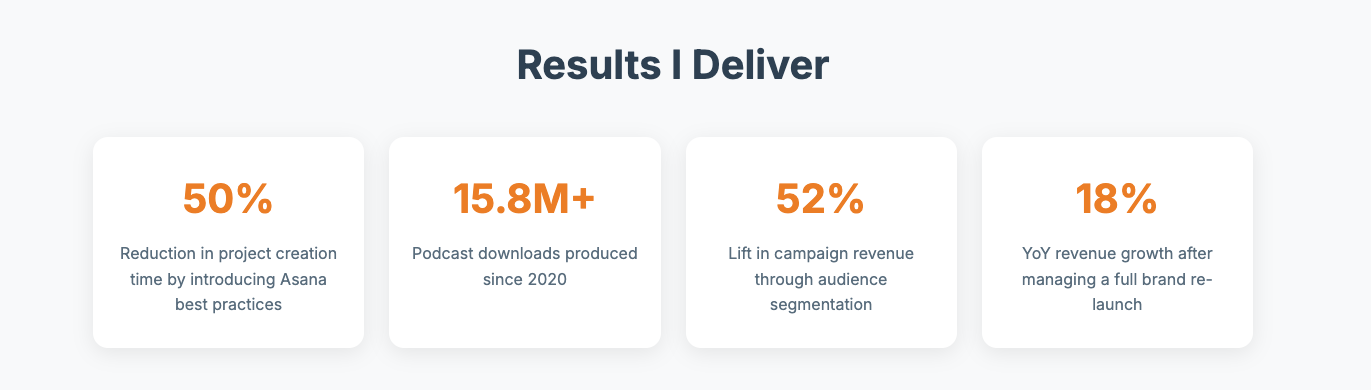 Results I Deliver
50%
Reduction in project creation
time by introducing Asana
best practices
15.8M+
Podcast downloads produced
since 2020
52%
Lift in campaign revenue
through audience
segmentation
18%
YoY revenue growth after
managing a full brand re-
launch